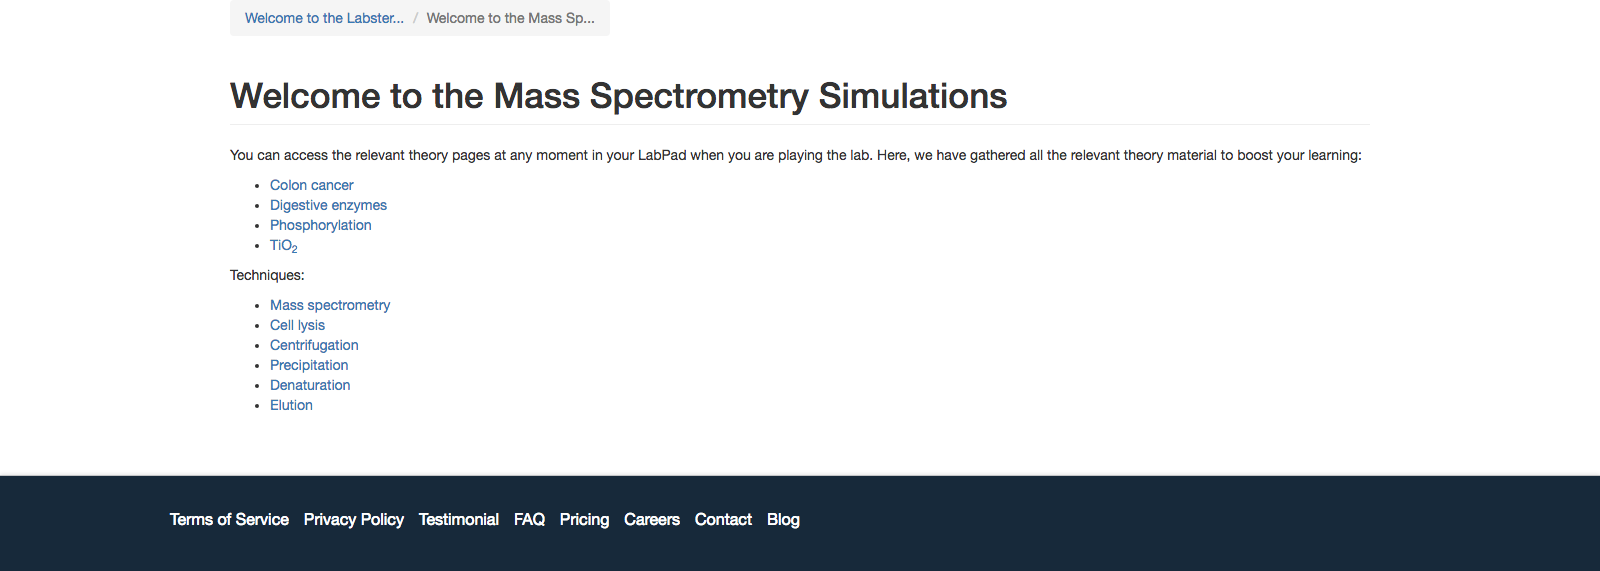 Welcome to the Labster... / Welcome to the Mass Sp...
Welcome to the Mass Spectrometry Simulations
You can access the relevant theory pages at any moment in your LabPad when you are playing the lab. Here, we have gathered all the relevant theory material to boost your learning:
• Colon cancer
• Digestive enzymes
• Phosphorylation
• TiO₂
Techniques:
• Mass spectrometry
• Cell lysis
• Centrifugation
• Precipitation
• Denaturation
• Elution
Terms of Service Privacy Policy Testimonial FAQ Pricing Careers Contact Blog